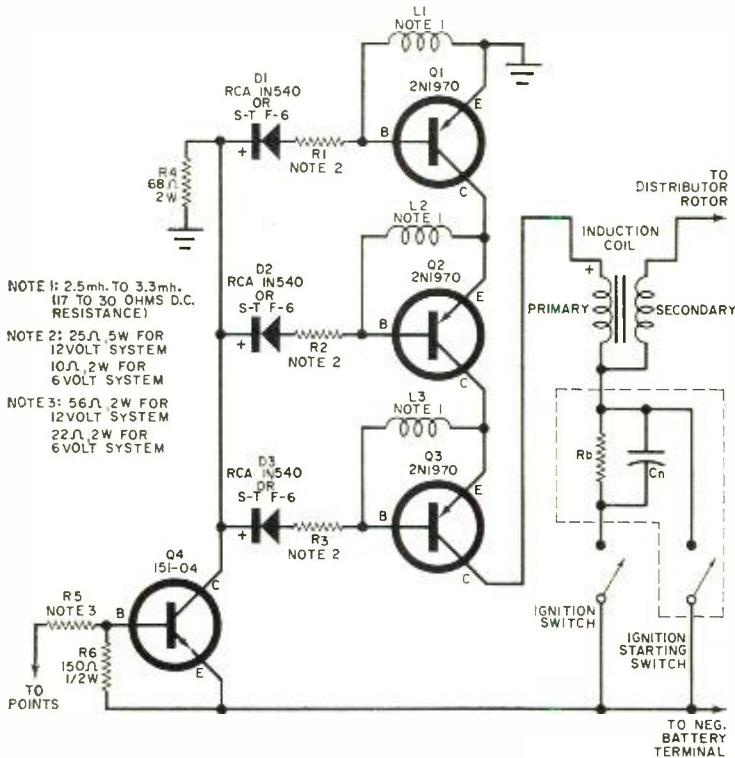 L1
NOTE 1
D1
RCA IN540
OR
S-T F-6
+
R1
NOTE 2
Q1
2N1970
B
E
C
R4
68Ω
2W
TO
DISTRIBUTOR
ROTOR
L2
NOTE 1
D2
RCA IN540
OR
S-T F-6
+
R2
NOTE 2
Q2
2N1970
B
E
C
INDUCTION
COIL
+
PRIMARY
SECONDARY
NOTE 1: 2.5mh. TO 3.3mh.
(17 TO 30 OHMS D.C.
RESISTANCE)
NOTE 2: 25Ω, 5W FOR
12VOLT SYSTEM
10Ω, 2W FOR
6VOLT SYSTEM
NOTE 3: 56Ω, 2W FOR
12VOLT SYSTEM
22Ω, 2W FOR
6VOLT SYSTEM
L3
NOTE 1
D3
RCA IN540
OR
S-T F-6
+
R3
NOTE 2
Q3
2N1970
B
E
C
Rb
Cn
Q4
151-04
R5
NOTE 3
B
C
E
R6
150Ω
1/2W
TO
POINTS
IGNITION
SWITCH
IGNITION
STARTING
SWITCH
TO NEG.
BATTERY
TERMINAL